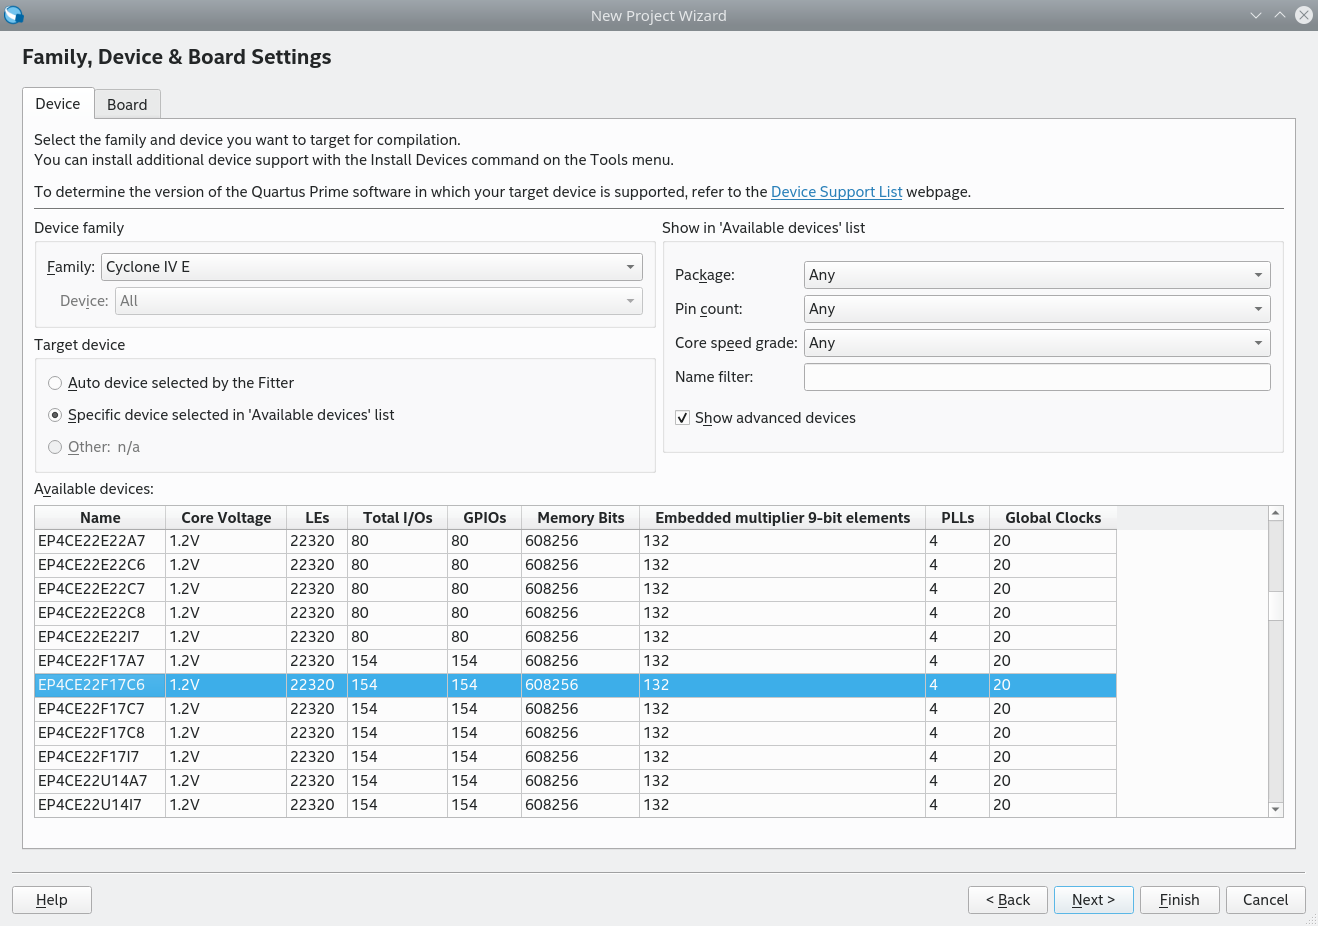 New Project Wizard
Family, Device & Board Settings
Device Board
Select the family and device you want to target for compilation.
You can install additional device support with the Install Devices command on the Tools menu.
To determine the version of the Quartus Prime software in which your target device is supported, refer to the Device Support List webpage.
Device family
Family: Cyclone IV E
Device: All
Target device
Auto device selected by the Fitter
Specific device selected in 'Available devices' list
Other: n/a
Show in 'Available devices' list
Package: Any
Pin count: Any
Core speed grade: Any
Name filter:
Show advanced devices
Available devices:
Name Core Voltage LEs Total I/Os GPIOs Memory Bits Embedded multiplier 9-bit elements PLLs Global Clocks
EP4CE22E22A7 1.2V 22320 80 80 608256 132 4 20
EP4CE22E22C6 1.2V 22320 80 80 608256 132 4 20
EP4CE22E22C7 1.2V 22320 80 80 608256 132 4 20
EP4CE22E22C8 1.2V 22320 80 80 608256 132 4 20
EP4CE22E22I7 1.2V 22320 80 80 608256 132 4 20
EP4CE22F17A7 1.2V 22320 154 154 608256 132 4 20
EP4CE22F17C6 1.2V 22320 154 154 608256 132 4 20
EP4CE22F17C7 1.2V 22320 154 154 608256 132 4 20
EP4CE22F17C8 1.2V 22320 154 154 608256 132 4 20
EP4CE22F17I7 1.2V 22320 154 154 608256 132 4 20
EP4CE22U14A7 1.2V 22320 154 154 608256 132 4 20
EP4CE22U14I7 1.2V 22320 154 154 608256 132 4 20
Help < Back Next > Finish Cancel